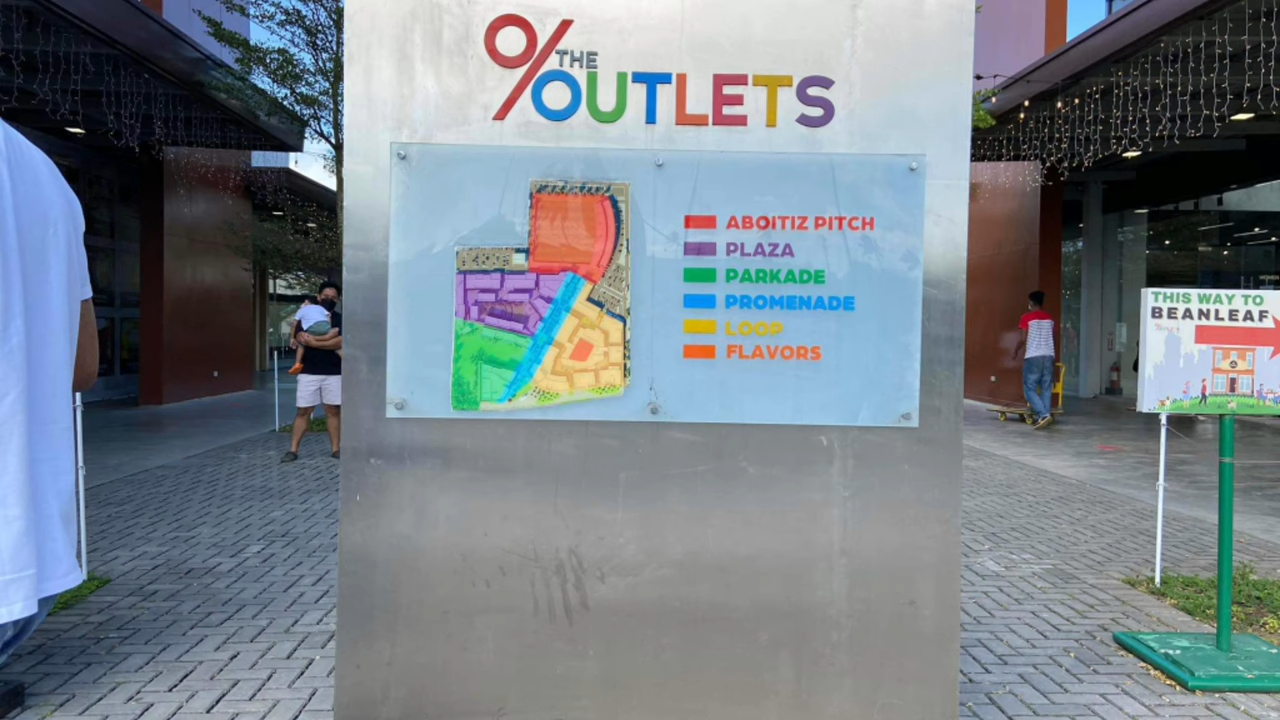 % THE
OUTLETS
ABOITIZ PITCH
PLAZA
PARKADE
PROMENADE
LOOP
FLAVORS
THIS WAY TO
BEANLEAF